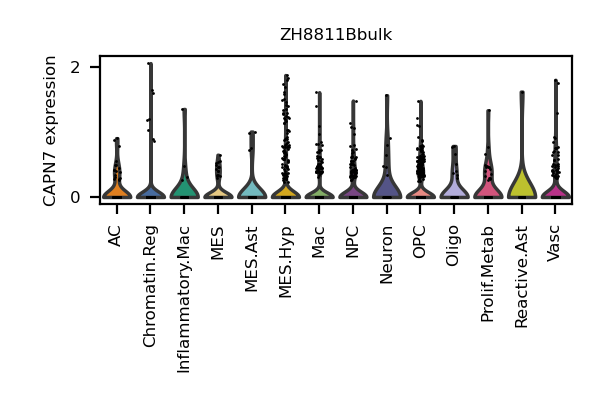 ZH8811Bbulk
CAPN7 expression
2
0
AC
Chromatin.Reg
Inflammatory.Mac
MES
MES.Ast
MES.Hyp
Mac
NPC
Neuron
OPC
Oligo
Prolif.Metab
Reactive.Ast
Vasc